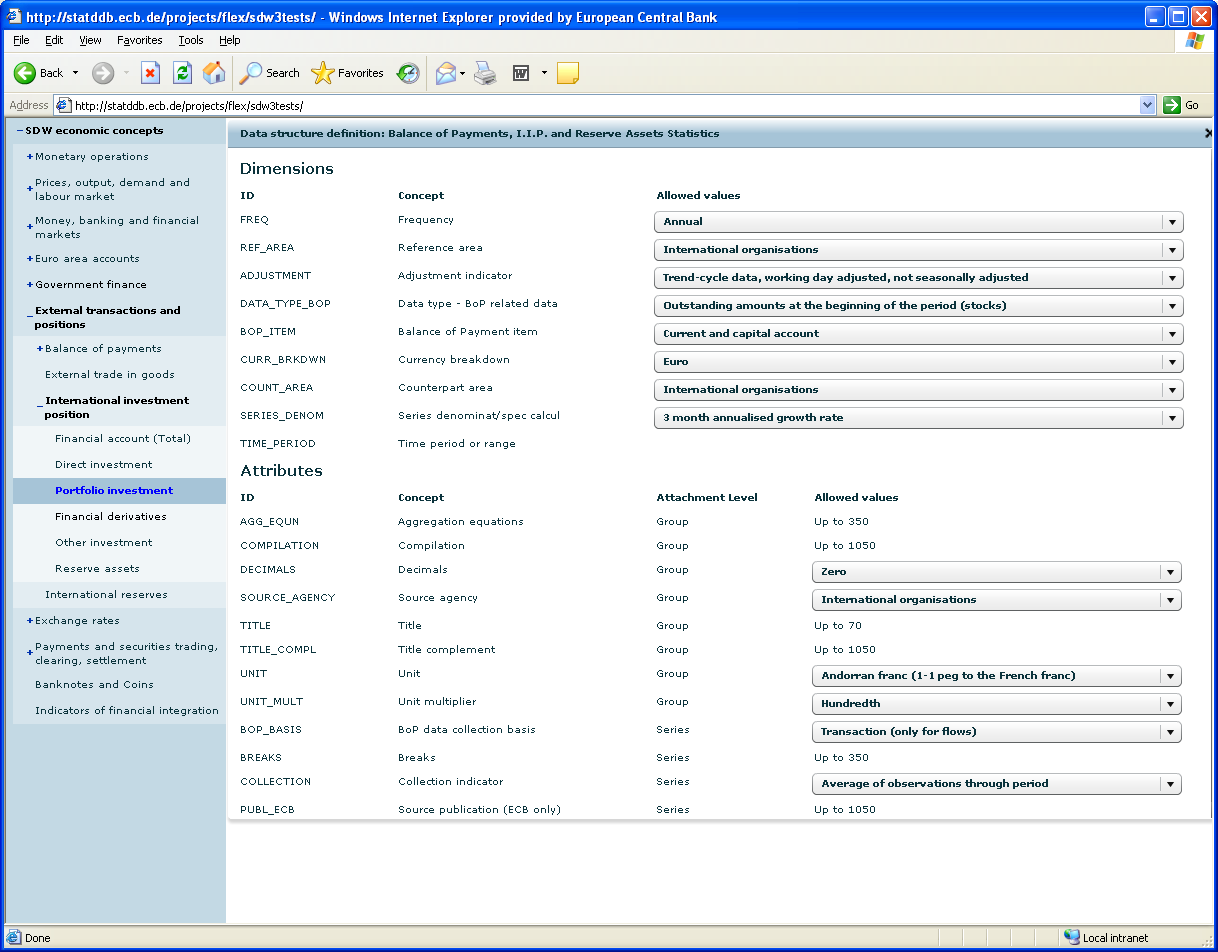 http://statddb.ecb.de/projects/flex/sdw3tests/ - Windows Internet Explorer provided by European Central Bank
File Edit View Favorites Tools Help
Back Search Favorites
Address http://statddb.ecb.de/projects/flex/sdw3tests/ Go
SDW economic concepts
Monetary operations
Prices, output, demand and
labour market
Money, banking and financial
markets
Euro area accounts
Government finance
External transactions and
positions
Balance of payments
External trade in goods
International investment
position
Financial account (Total)
Direct investment
Portfolio investment
Financial derivatives
Other investment
Reserve assets
International reserves
Exchange rates
Payments and securities trading,
clearing, settlement
Banknotes and Coins
Indicators of financial integration
Data structure definition: Balance of Payments, I.I.P. and Reserve Assets Statistics
Dimensions
ID Concept Allowed values
FREQ Frequency Annual
REF_AREA Reference area International organisations
ADJUSTMENT Adjustment indicator Trend-cycle data, working day adjusted, not seasonally adjusted
DATA_TYPE_BOP Data type - BoP related data Outstanding amounts at the beginning of the period (stocks)
BOP_ITEM Balance of Payment item Current and capital account
CURR_BRKDWN Currency breakdown Euro
COUNT_AREA Counterpart area International organisations
SERIES_DENOM Series denominat/spec calcul 3 month annualised growth rate
TIME_PERIOD Time period or range
Attributes
ID Concept Attachment Level Allowed values
AGG_EQUN Aggregation equations Group Up to 350
COMPILATION Compilation Group Up to 1050
DECIMALS Decimals Group Zero
SOURCE_AGENCY Source agency Group International organisations
TITLE Title Group Up to 70
TITLE_COMPL Title complement Group Up to 1050
UNIT Unit Group Andorran franc (1-1 peg to the French franc)
UNIT_MULT Unit multiplier Group Hundredth
BOP_BASIS BoP data collection basis Series Transaction (only for flows)
BREAKS Breaks Series Up to 350
COLLECTION Collection indicator Series Average of observations through period
PUBL_ECB Source publication (ECB only) Series Up to 1050
Done Local intranet